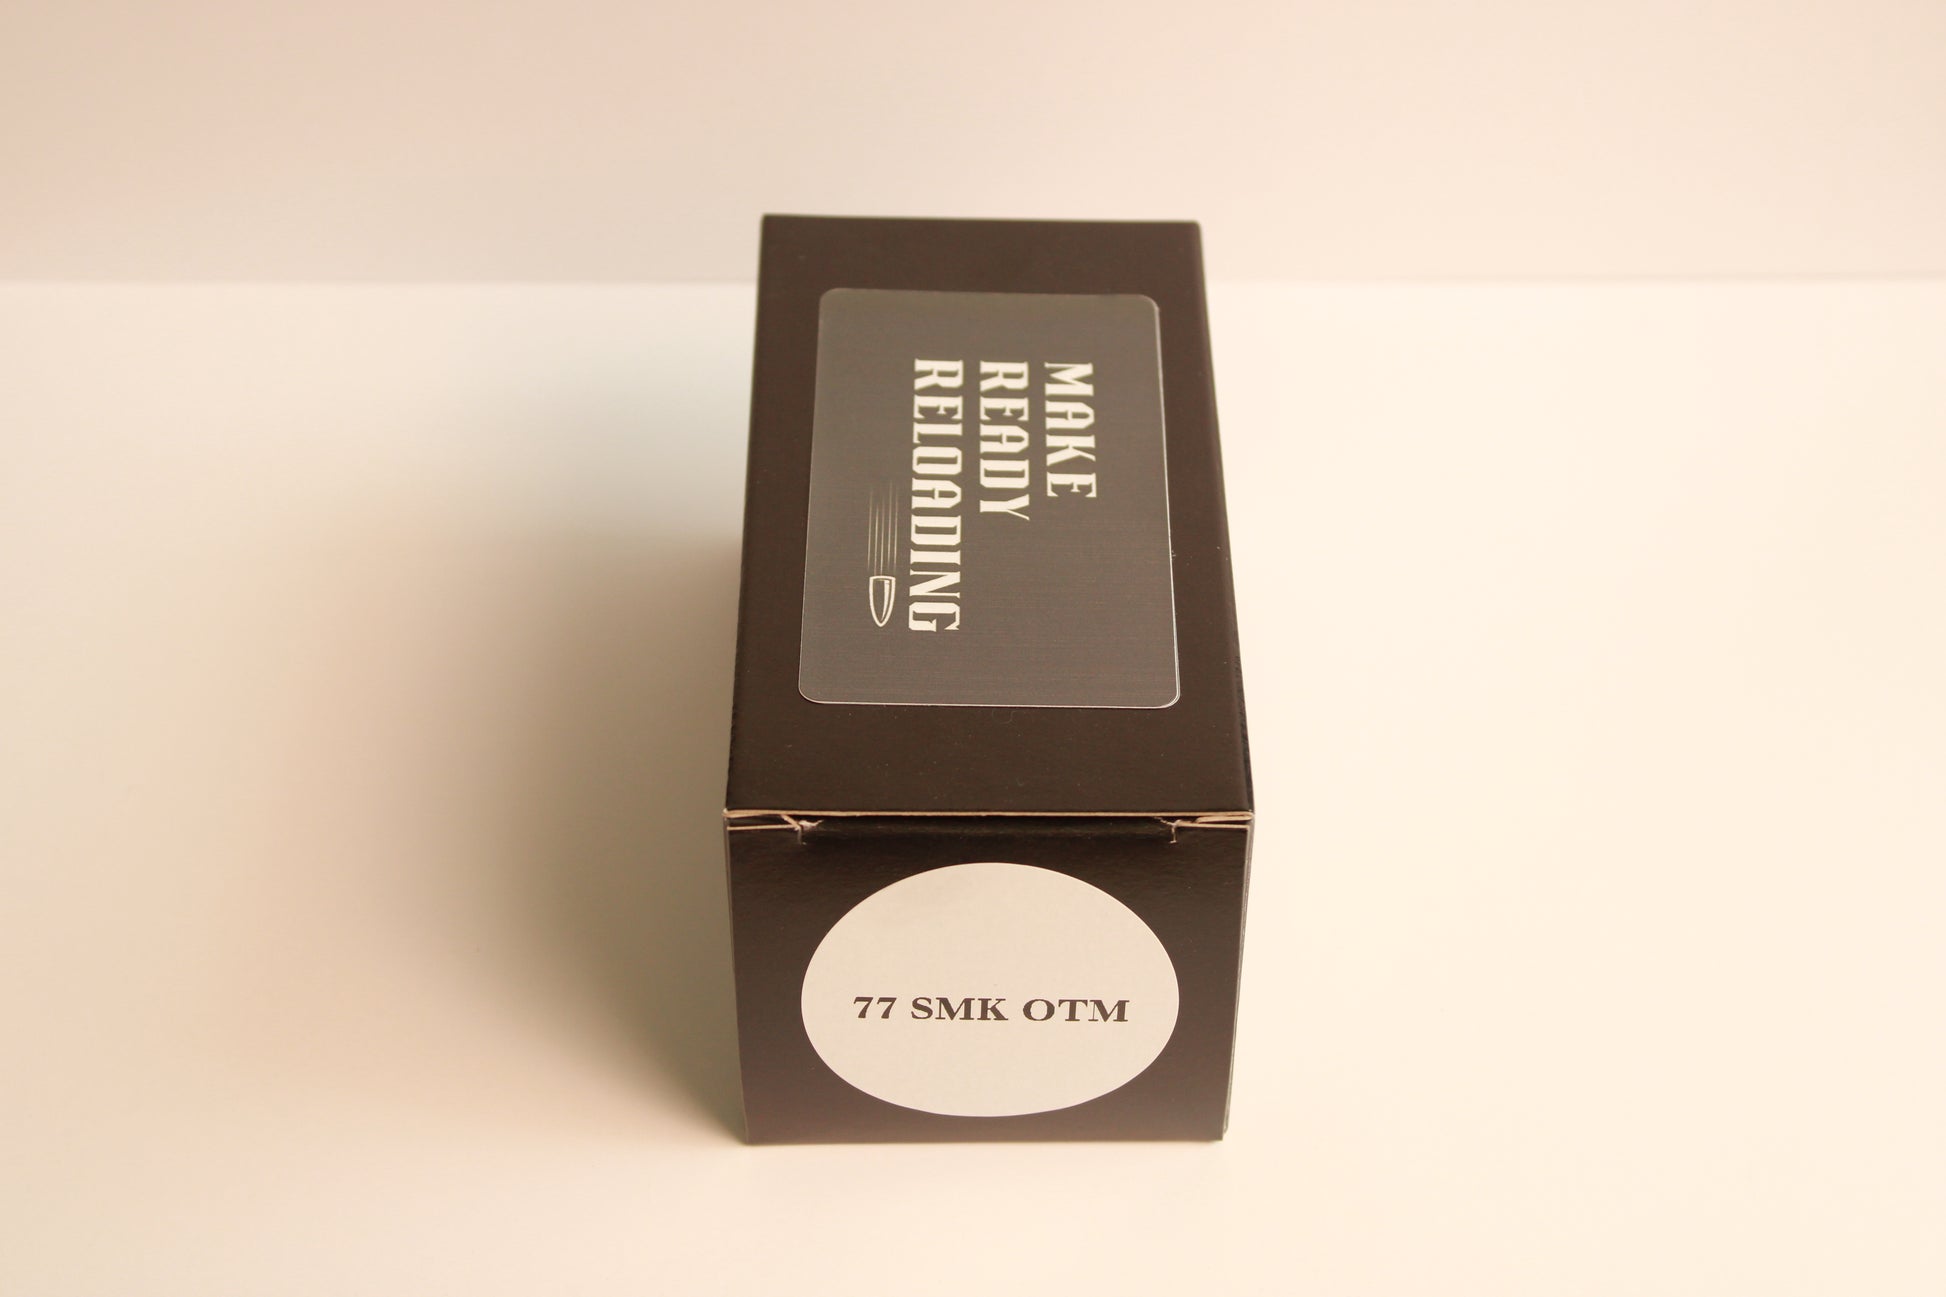 MAKE
READY
RELOADING
77 SMK OTM